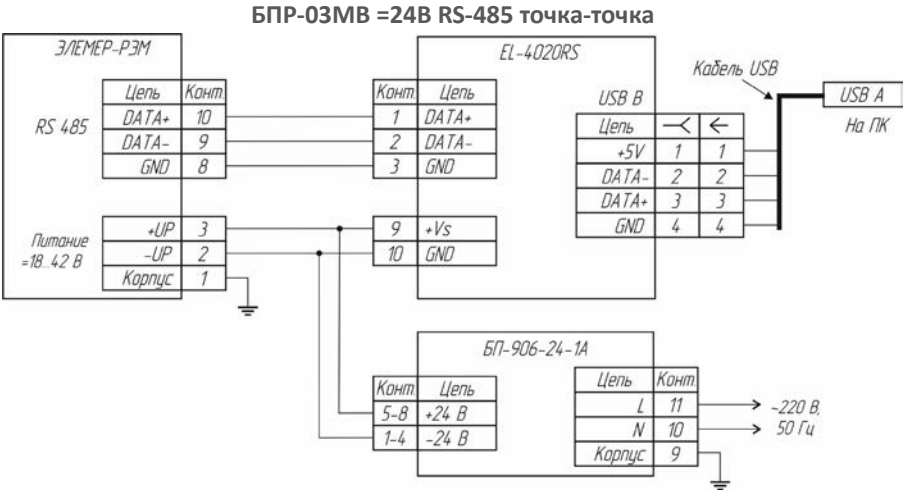 БПР-03МВ =24В RS-485 точка-точка
ЭЛЕМЕР-РЭМ
RS 485
Цепь Конт.
DATA+ 10
DATA- 9
GND 8
Питание
=18...42 В
+UP 3
-UP 2
Корпус 1
EL-4020RS
Конт. Цепь
1 DATA+
2 DATA-
3 GND
9 +Vs
10 GND
USB B
Цепь
+5V 1 1
DATA- 2 2
DATA+ 3 3
GND 4 4
Кабель USB
USB A
На ПК
БП-906-24-1А
Конт. Цепь
5-8 +24 В
1-4 -24 В
Цепь Конт.
L 11
N 10
Корпус 9
~220 В,
50 Гц